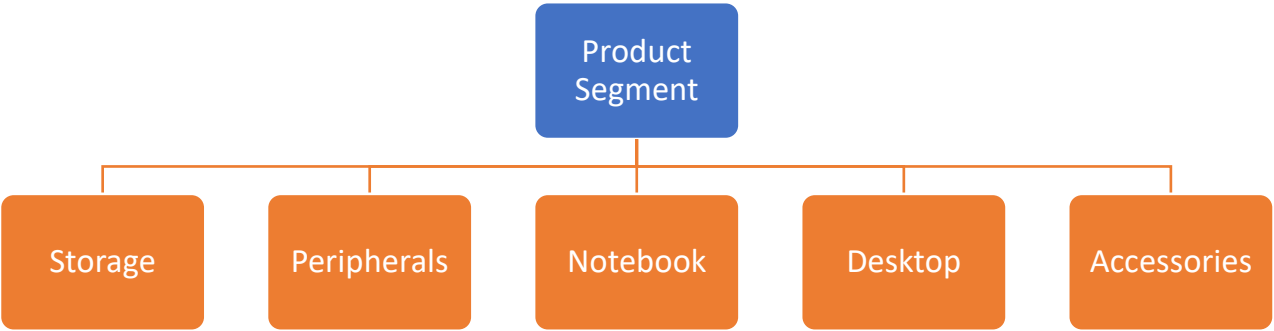 Product
Segment
Storage
Peripherals
Notebook
Desktop
Accessories